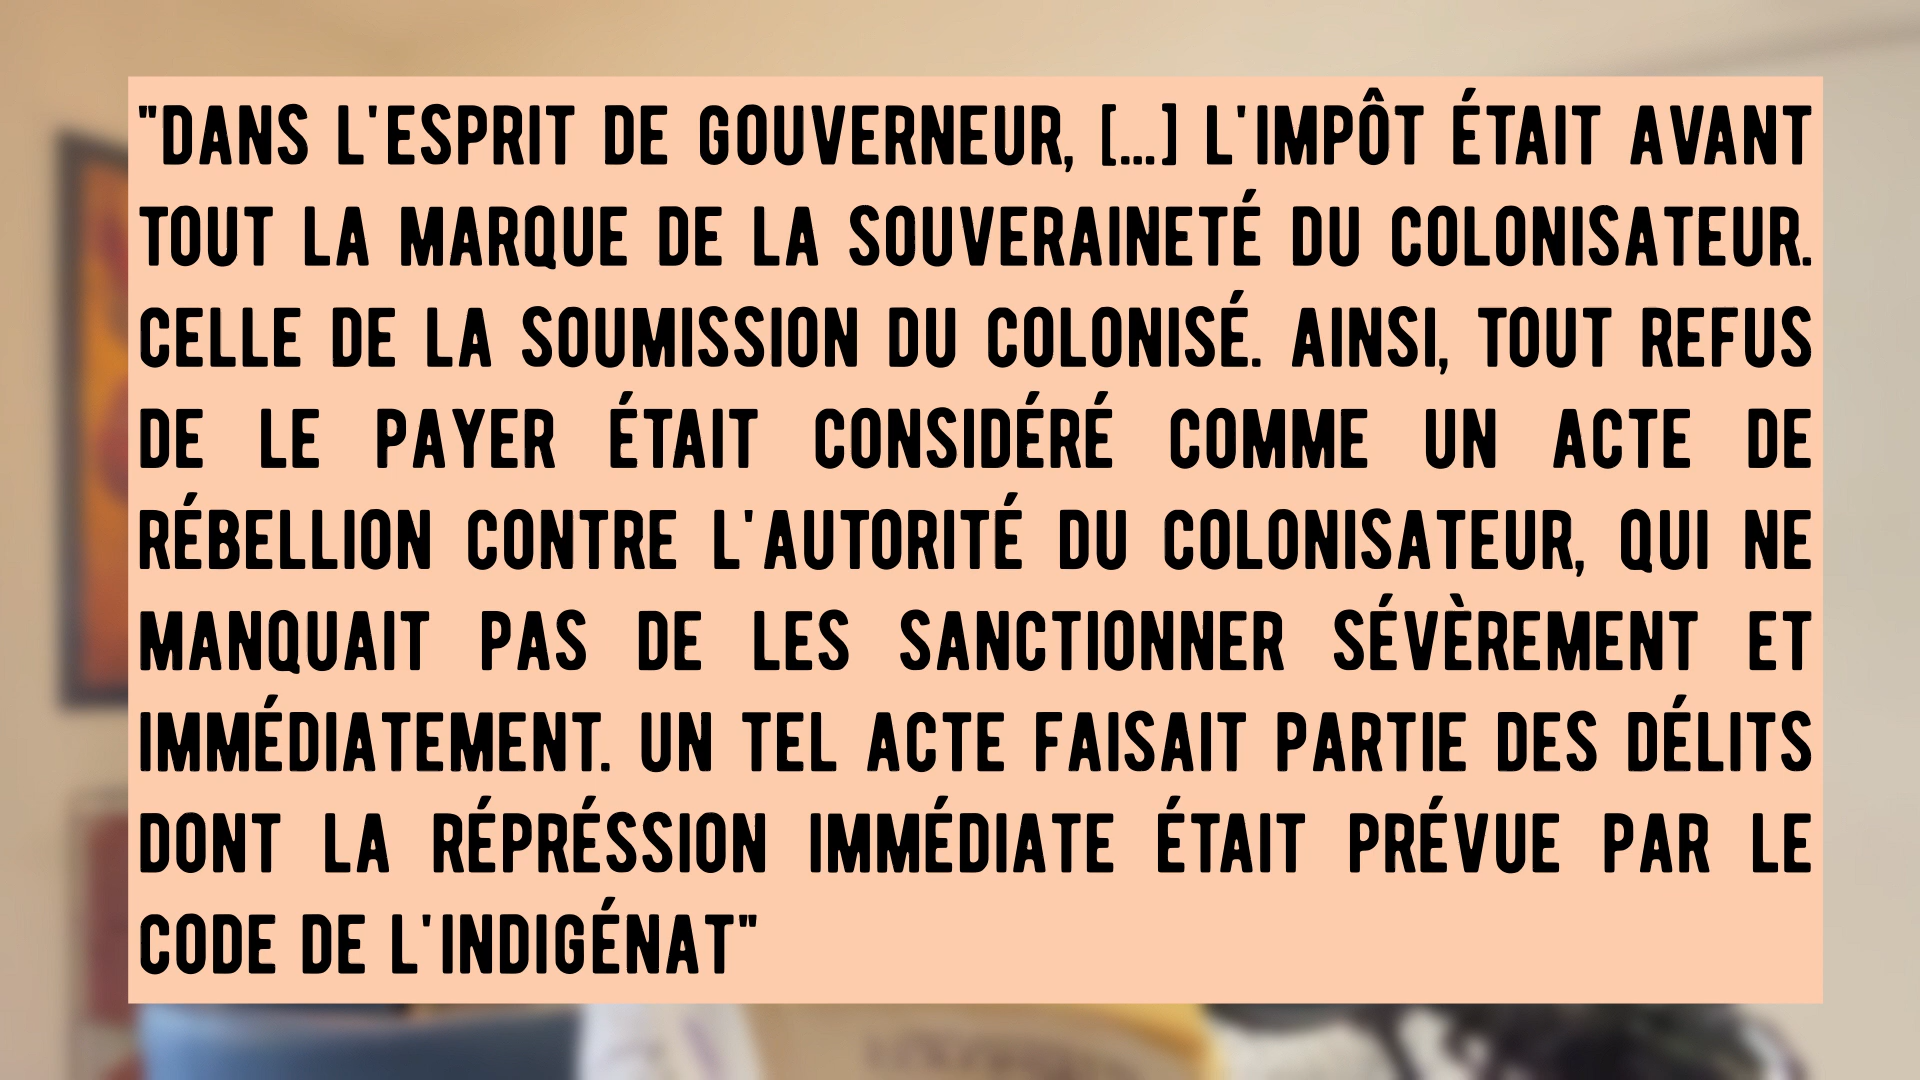 "DANS L'ESPRIT DE GOUVERNEUR, [...] L'IMPÔT ÉTAIT AVANT
TOUT LA MARQUE DE LA SOUVERAINETÉ DU COLONISATEUR.
CELLE DE LA SOUMISSION DU COLONISÉ. AINSI, TOUT REFUS
DE LE PAYER ÉTAIT CONSIDÉRÉ COMME UN ACTE DE
RÉBELLION CONTRE L'AUTORITÉ DU COLONISATEUR, QUI NE
MANQUAIT PAS DE LES SANCTIONNER SÉVÈREMENT ET
IMMÉDIATEMENT. UN TEL ACTE FAISAIT PARTIE DES DÉLITS
DONT LA RÉPRÉSSION IMMÉDIATE ÉTAIT PRÉVUE PAR LE
CODE DE L'INDIGÉNAT"